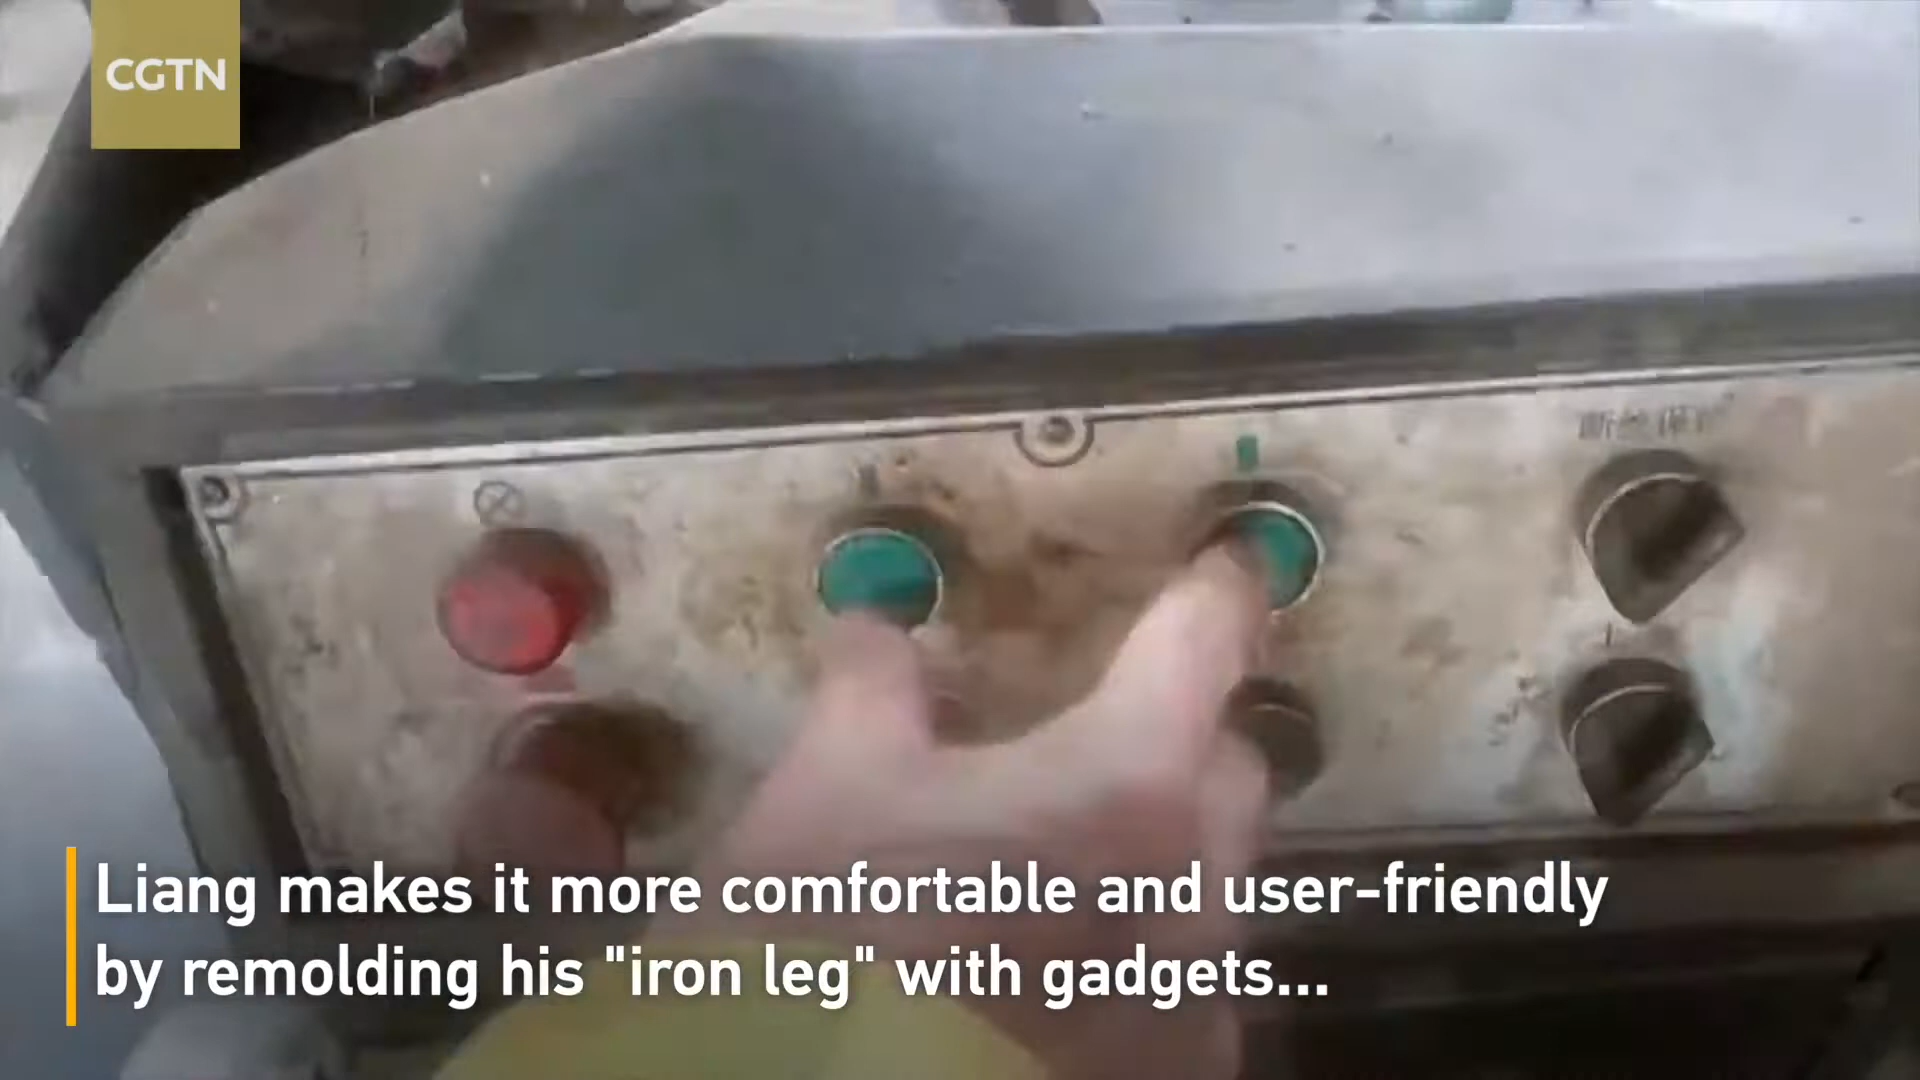 CGTN
Liang makes it more comfortable and user-friendly
by remolding his "iron leg" with gadgets...